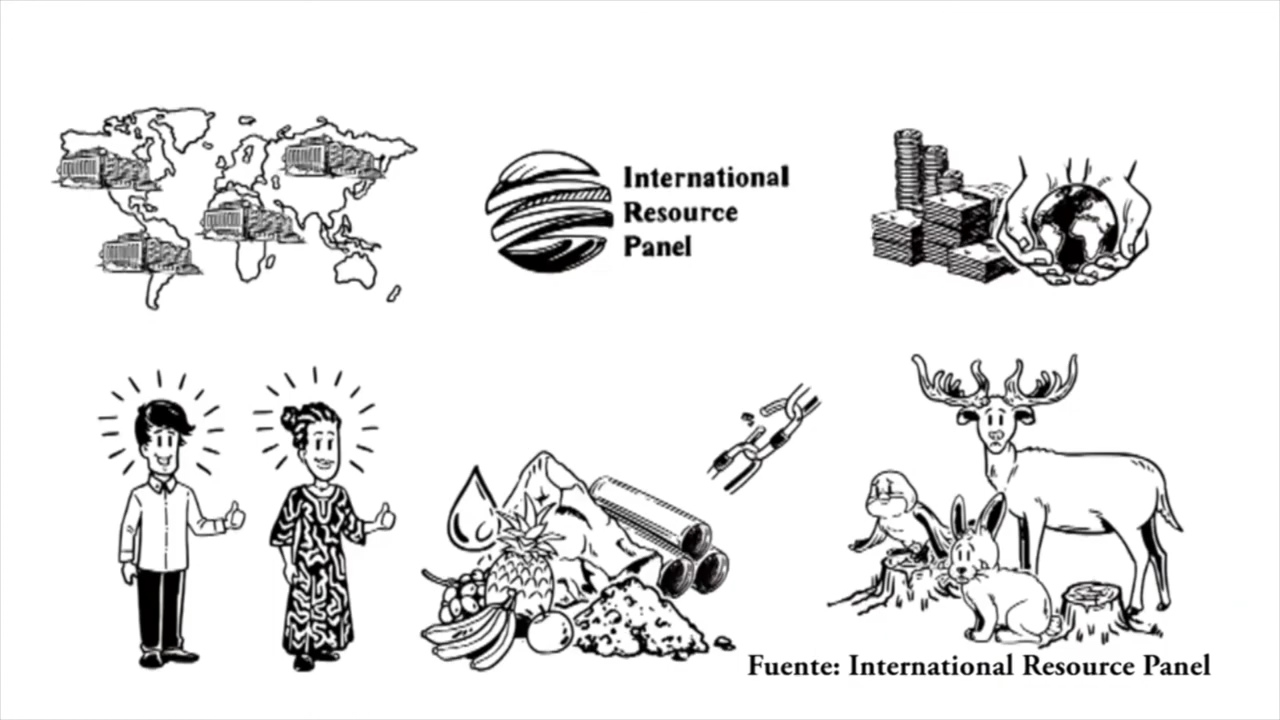 International
Resource
Panel
Fuente: International Resource Panel